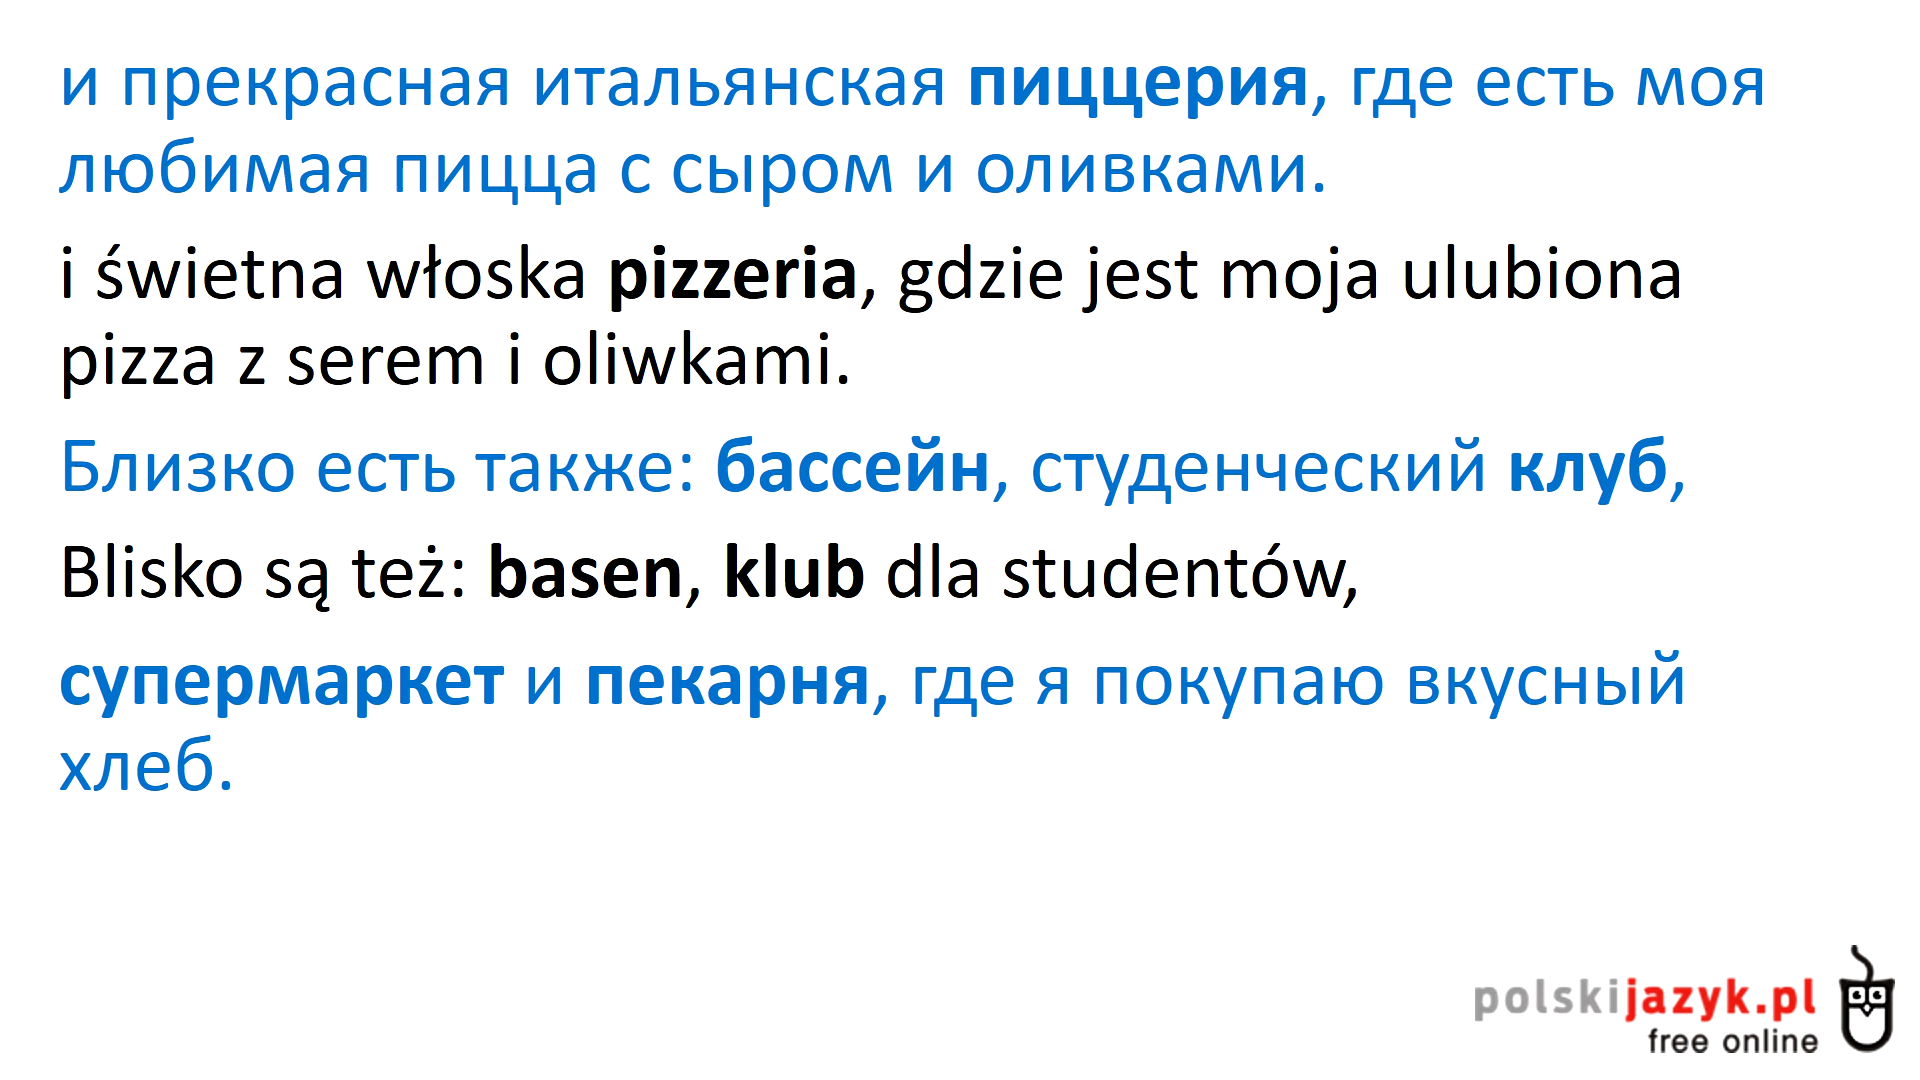 и прекрасная итальянская пиццерия, где есть моя
любимая пицца с сыром и оливками.
i świetna włoska pizzeria, gdzie jest moja ulubiona
pizza z serem i oliwkami.
Близко есть также: бассейн, студенческий клуб,
Blisko są też: basen, klub dla studentów,
супермаркет и пекарня, где я покупаю вкусный
хлеб.
polskijazyk.pl
free online